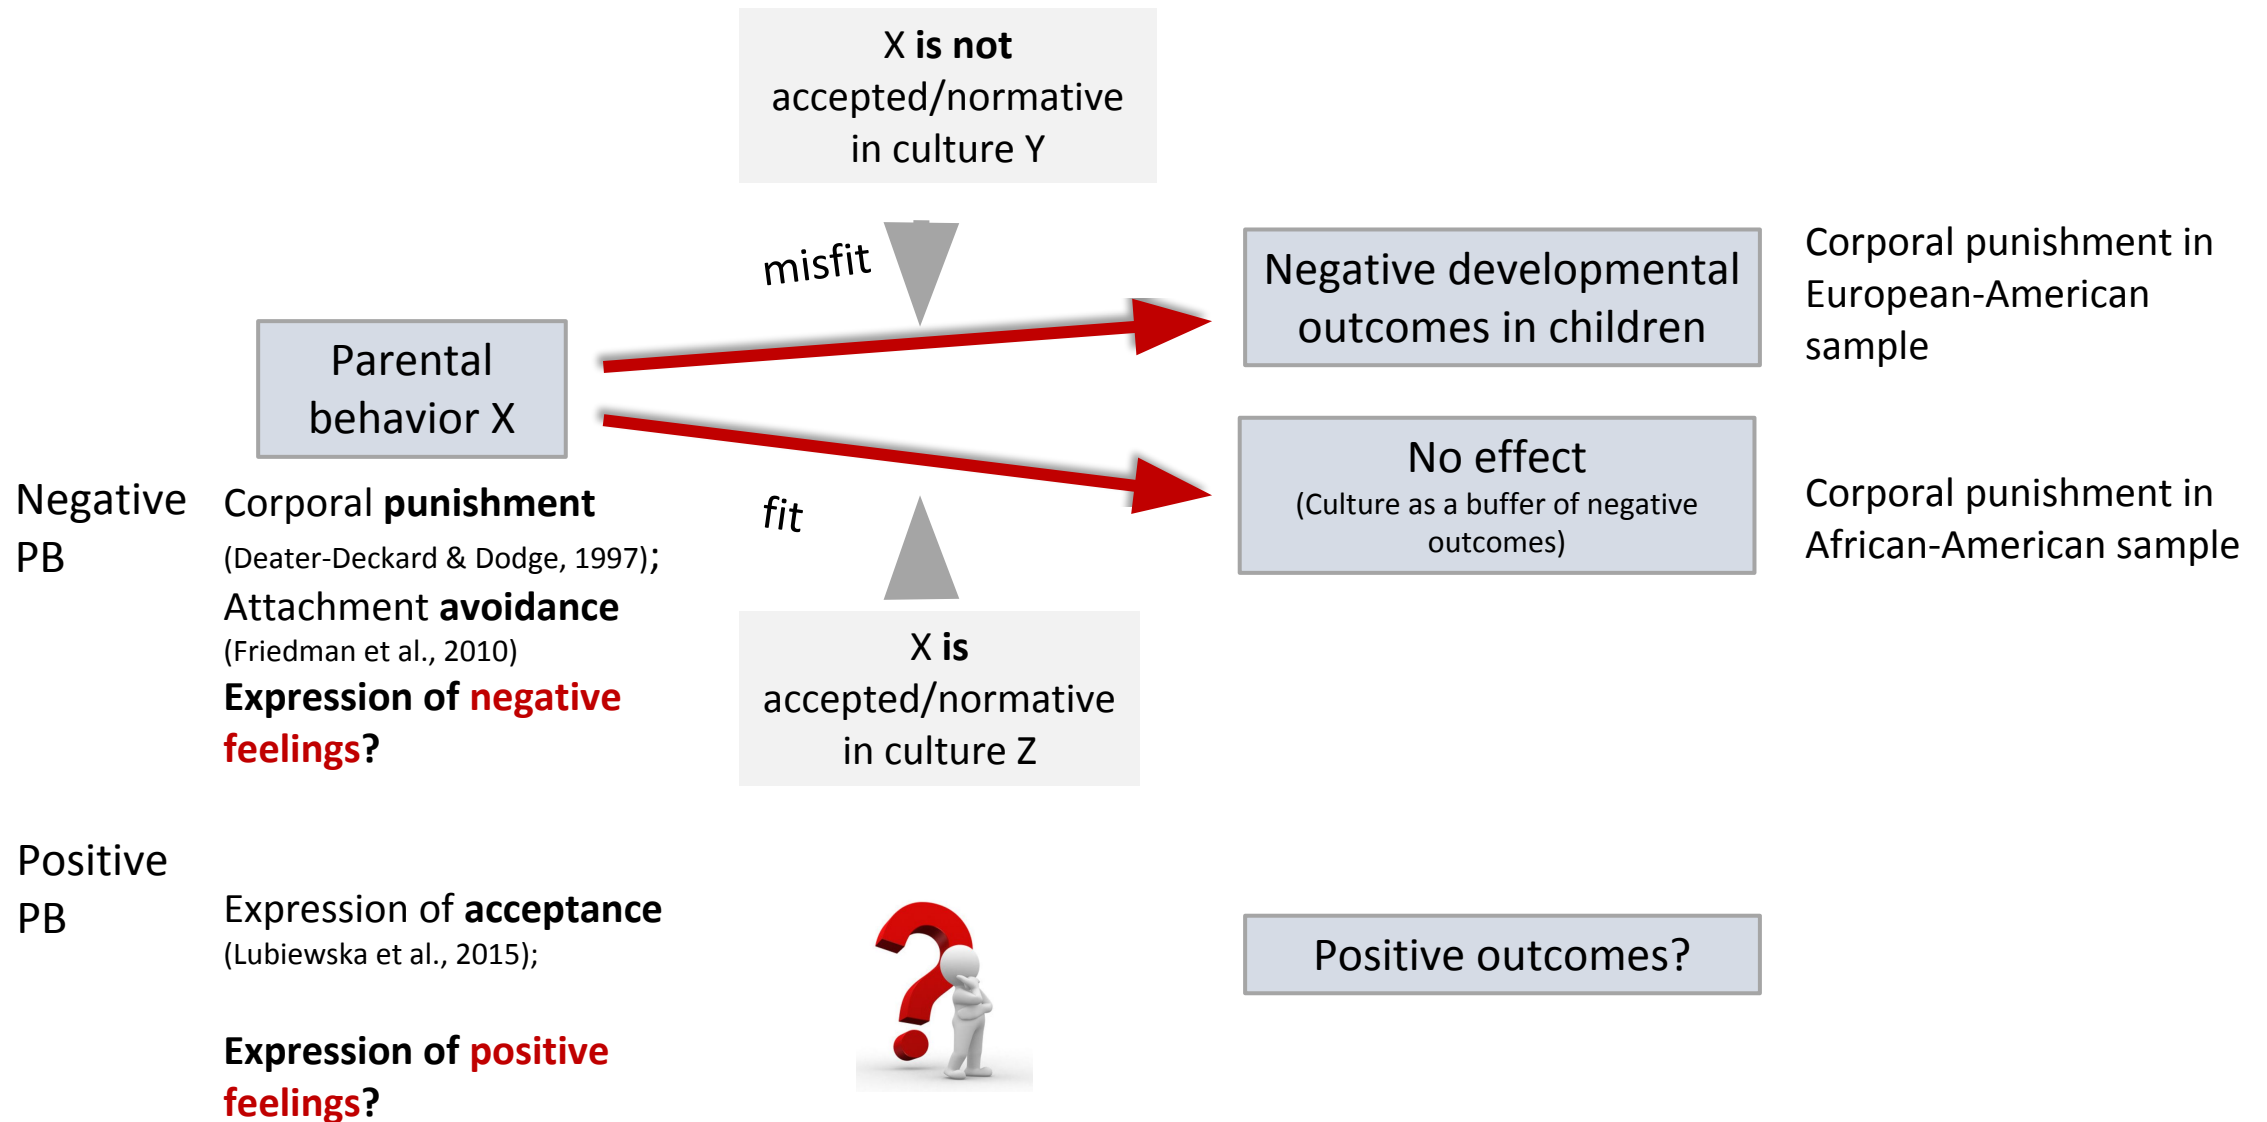 X is not
accepted/normative
in culture Y
misfit
Negative developmental
outcomes in children
Corporal punishment in
European-American
sample
Parental
behavior X
No effect
(Culture as a buffer of negative
outcomes)
Corporal punishment in
African-American sample
fit
Negative
PB
Corporal punishment
(Deater-Deckard & Dodge, 1997);
Attachment avoidance
(Friedman et al., 2010)
Expression of negative
feelings?
X is
accepted/normative
in culture Z
Positive
PB
Expression of acceptance
(Lubiewska et al., 2015);
Expression of positive
feelings?
?
Positive outcomes?